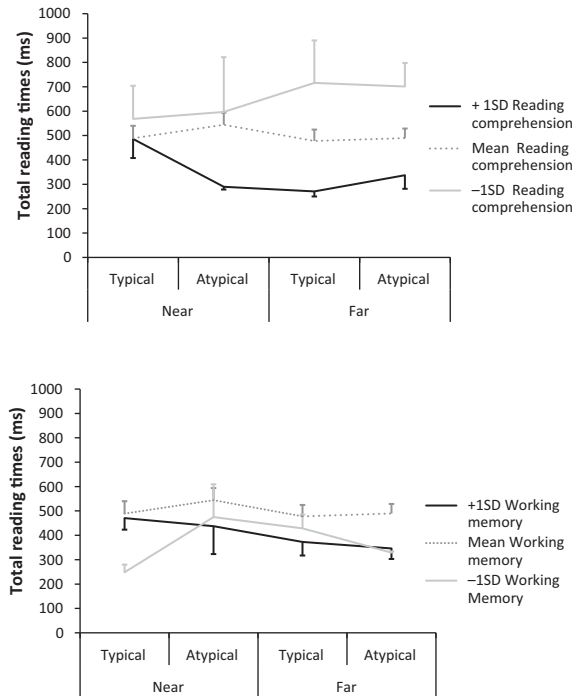 Total reading times (ms)
1000
900
800
700
600
500
400
300
200
100
0
Typical Atypical Typical Atypical
Near Far
+ 1SD Reading
comprehension
Mean Reading
comprehension
–1SD Reading
comprehension
Total reading times (ms)
1000
900
800
700
600
500
400
300
200
100
0
Typical Atypical Typical Atypical
Near Far
+1SD Working
memory
Mean Working
memory
–1SD Working
Memory